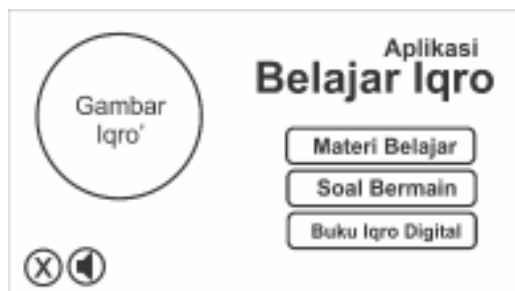 Gambar
Iqro'
Aplikasi
Belajar Iqro
Materi Belajar
Soal Bermain
Buku Iqro Digital
X